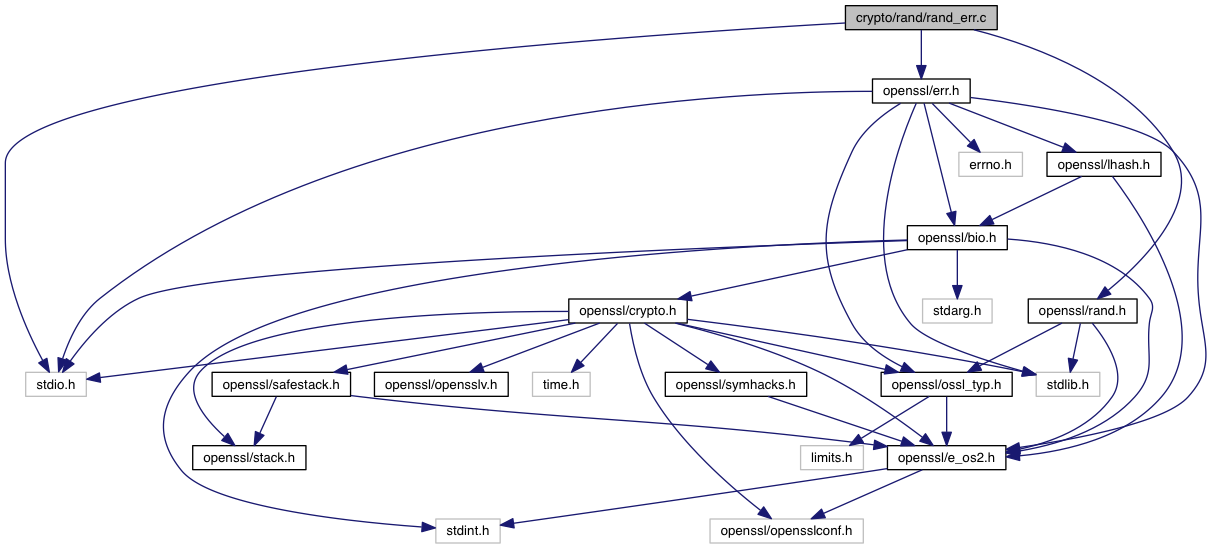 crypto/rand/rand_err.c
openssl/err.h
errno.h
openssl/lhash.h
openssl/bio.h
openssl/crypto.h
stdarg.h
openssl/rand.h
stdio.h
openssl/safestack.h
openssl/opensslv.h
time.h
openssl/symhacks.h
openssl/ossl_typ.h
stdlib.h
openssl/stack.h
limits.h
openssl/e_os2.h
stdint.h
openssl/opensslconf.h